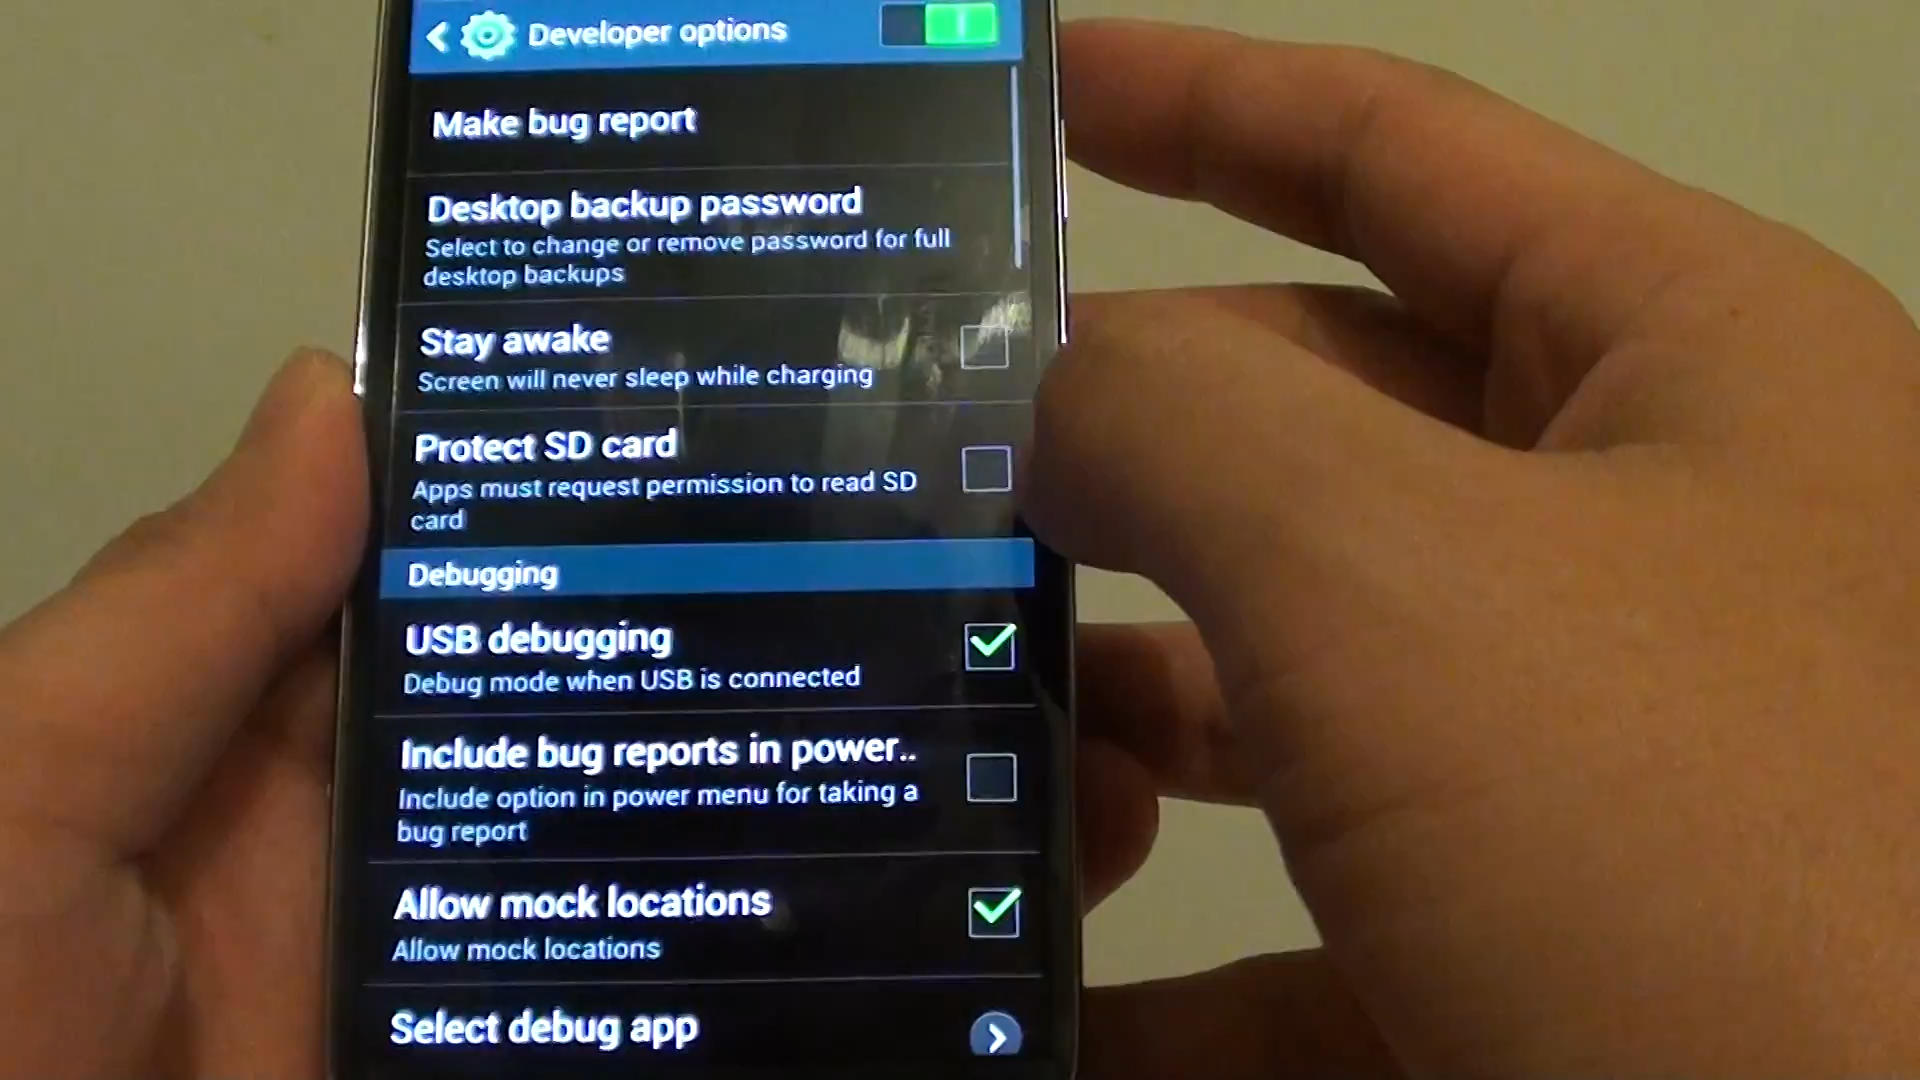 Developer options
Make bug report
Desktop backup password
Select to change or remove password for full
desktop backups
Stay awake
Screen will never sleep while charging
Protect SD card
Apps must request permission to read SD
card
Debugging
USB debugging
Debug mode when USB is connected
Include bug reports in power..
Include option in power menu for taking a
bug report
Allow mock locations
Allow mock locations
Select debug app